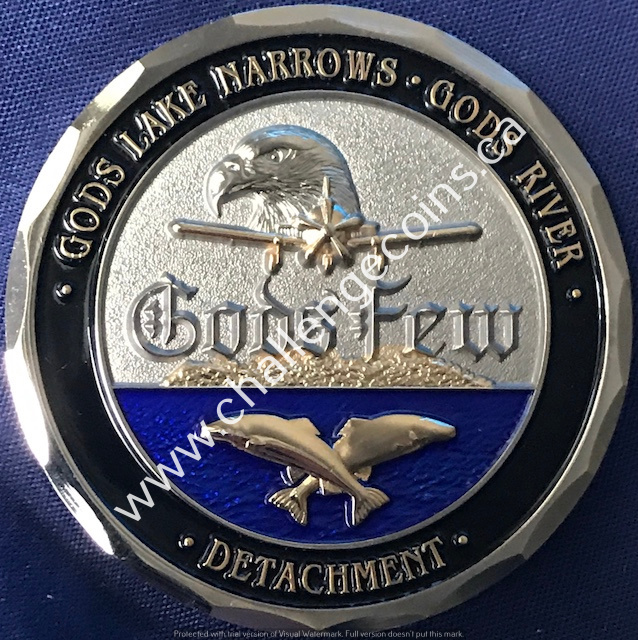 · GODS LAKE NARROWS · GODS RIVER ·
Gods Few
· DETACHMENT ·
www.challengecoins.ca
Protected with trial version of Visual Watermark. Full version doesn't put this mark.